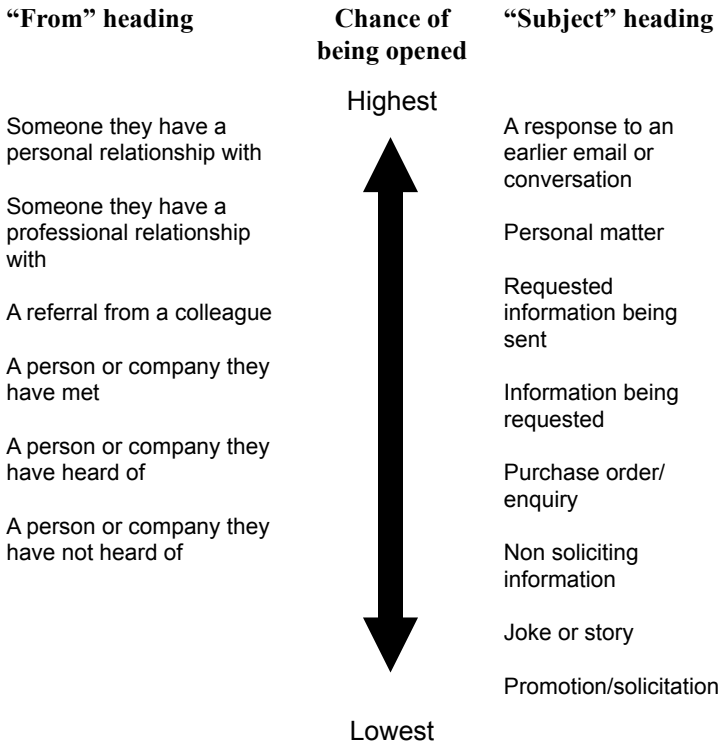 “From” heading
Someone they have a
personal relationship with
Someone they have a
professional relationship
with
A referral from a colleague
A person or company they
have met
A person or company they
have heard of
A person or company they
have not heard of
Chance of
being opened
Highest
Lowest
“Subject” heading
A response to an
earlier email or
conversation
Personal matter
Requested
information being
sent
Information being
requested
Purchase order/
enquiry
Non soliciting
information
Joke or story
Promotion/solicitation